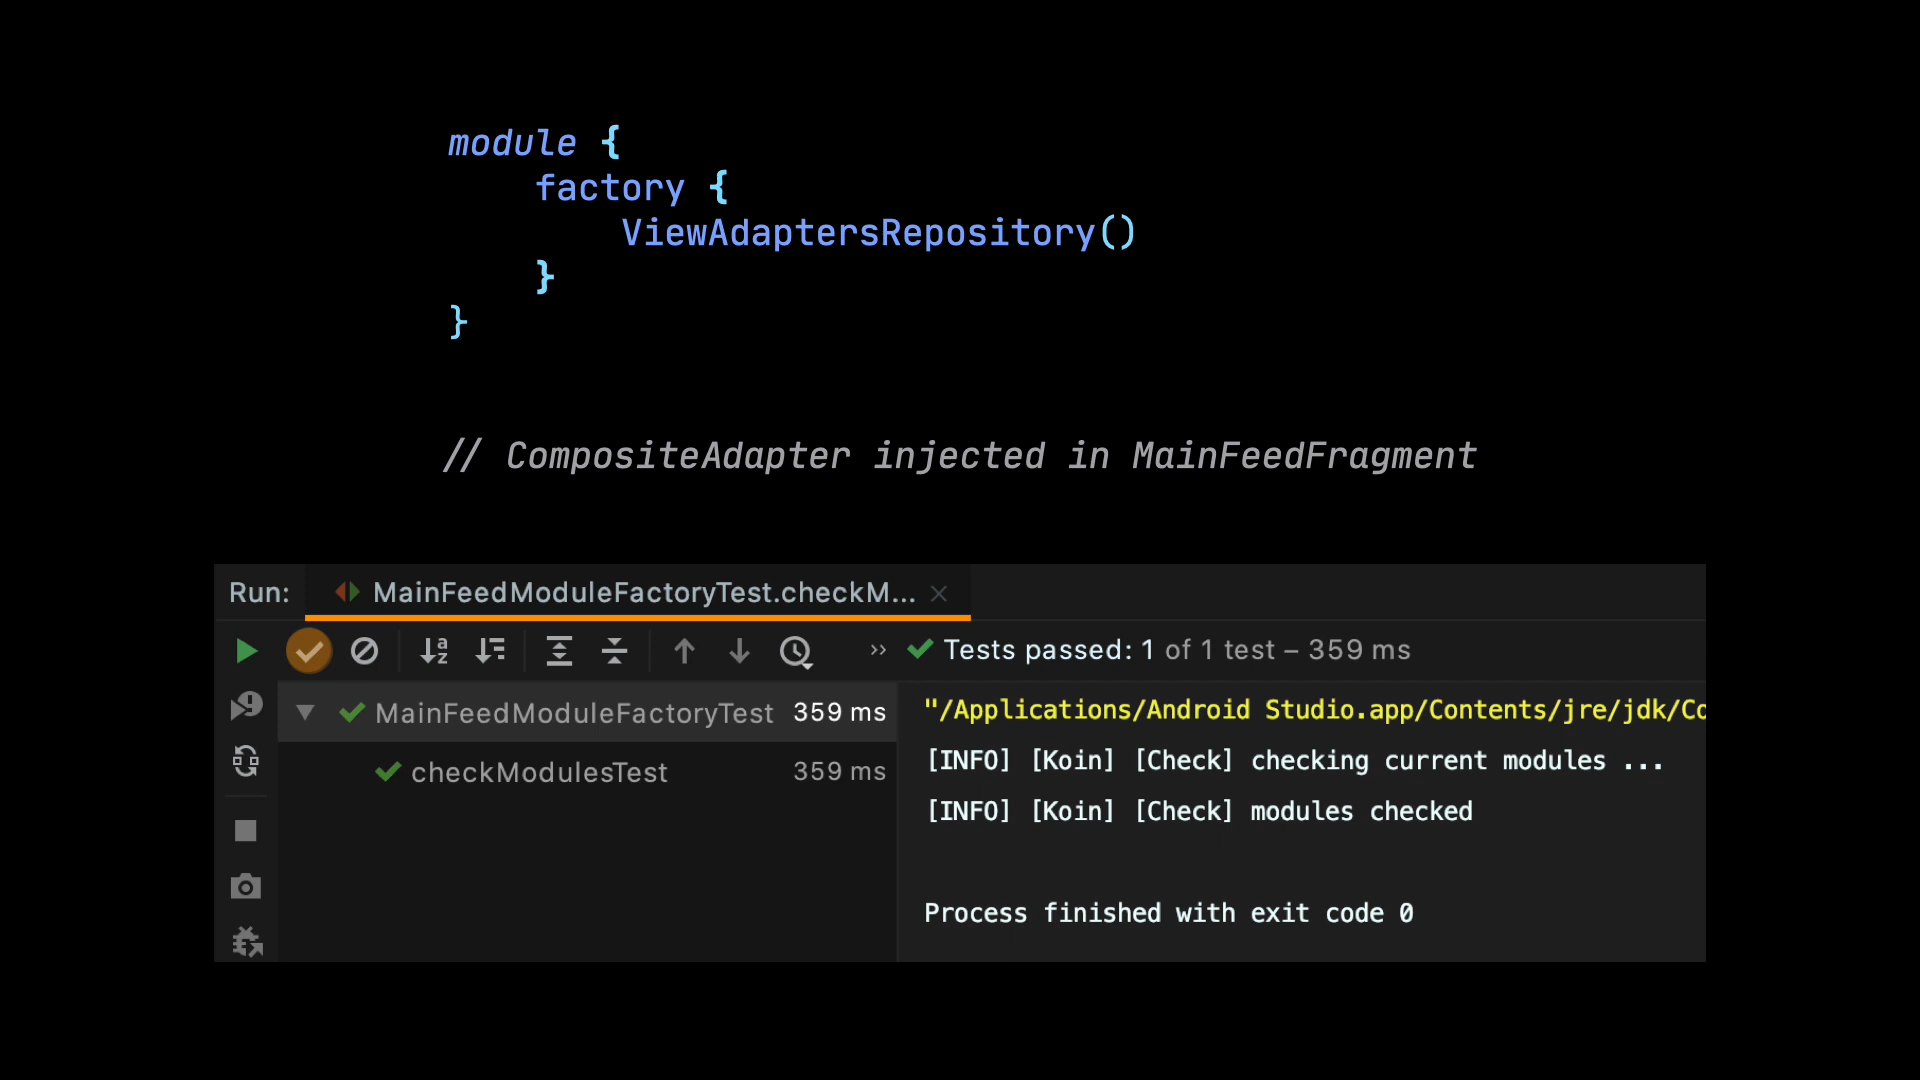 module {
factory {
ViewAdaptersRepository()
}
}
// CompositeAdapter injected in MainFeedFragment
Run: MainFeedModuleFactoryTest.checkM...
Tests passed: 1 of 1 test – 359 ms
MainFeedModuleFactoryTest 359 ms
checkModulesTest 359 ms
"/Applications/Android Studio.app/Contents/jre/jdk/Co
[INFO] [Koin] [Check] checking current modules ...
[INFO] [Koin] [Check] modules checked
Process finished with exit code 0